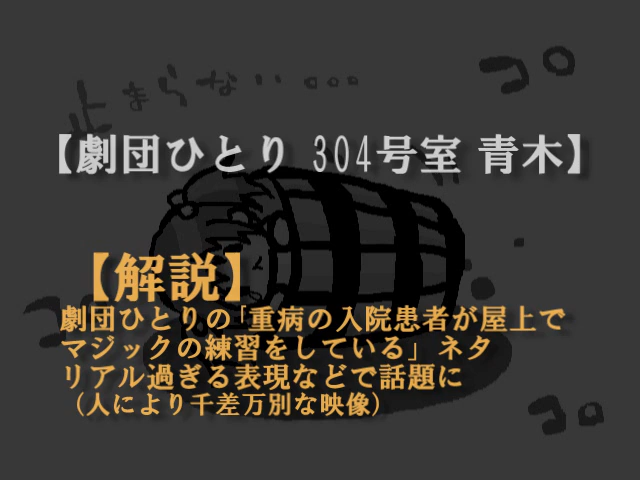 止まらない...
コロ
【劇団ひとり 304号室 青木】
【解説】
コロ
劇団ひとりの「重病の入院患者が屋上で
マジックの練習をしている」ネタ
リアル過ぎる表現などで話題に
（人により千差万別な映像）
コロ